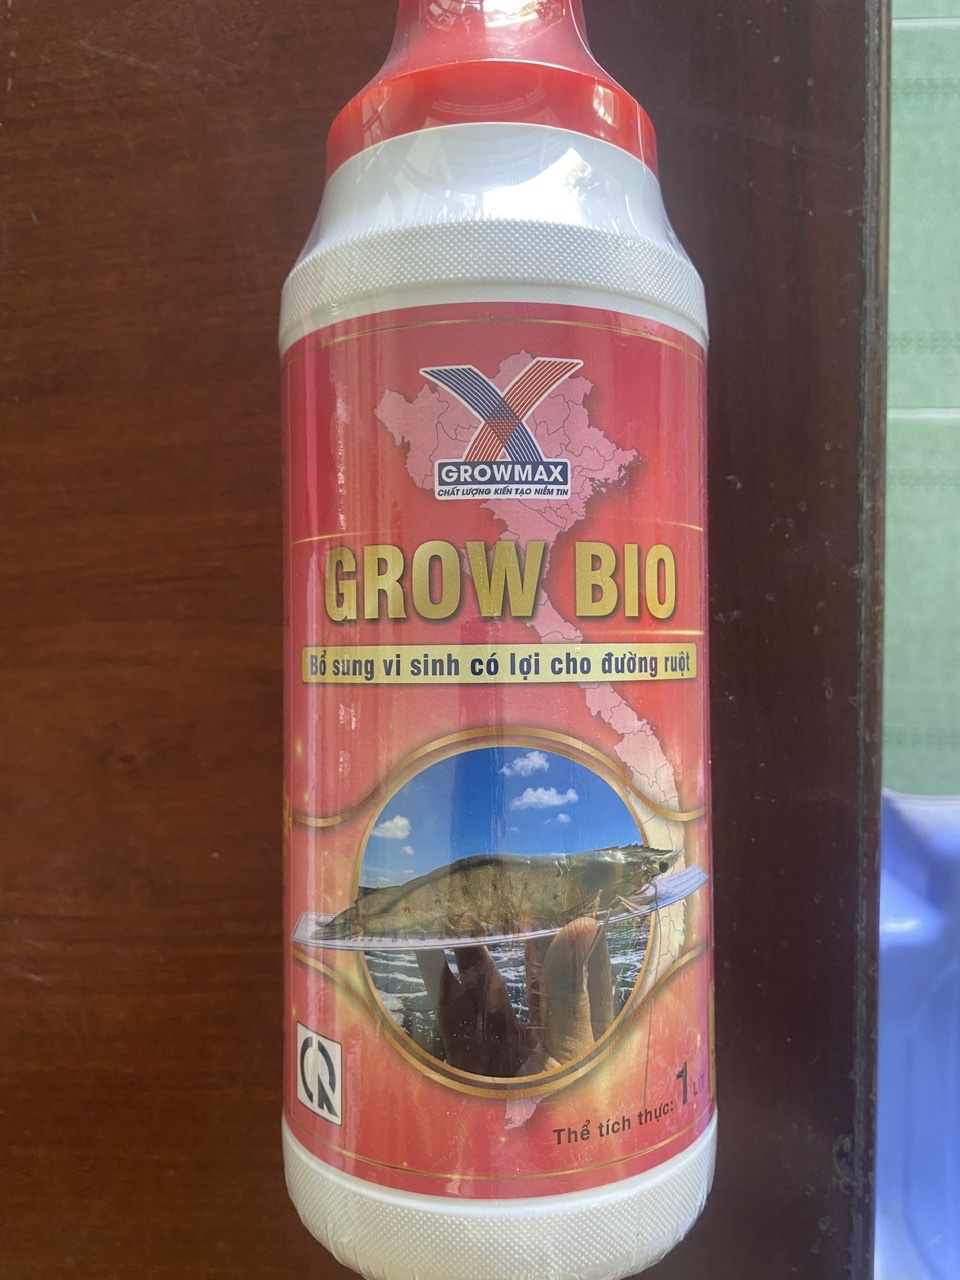 GROWMAX
CHẤT LƯỢNG KIẾN TẠO NIỀM TIN
GROW BIO
Bổ sung vi sinh có lợi cho đường ruột
CR
Thể tích thực: 1 LÍT